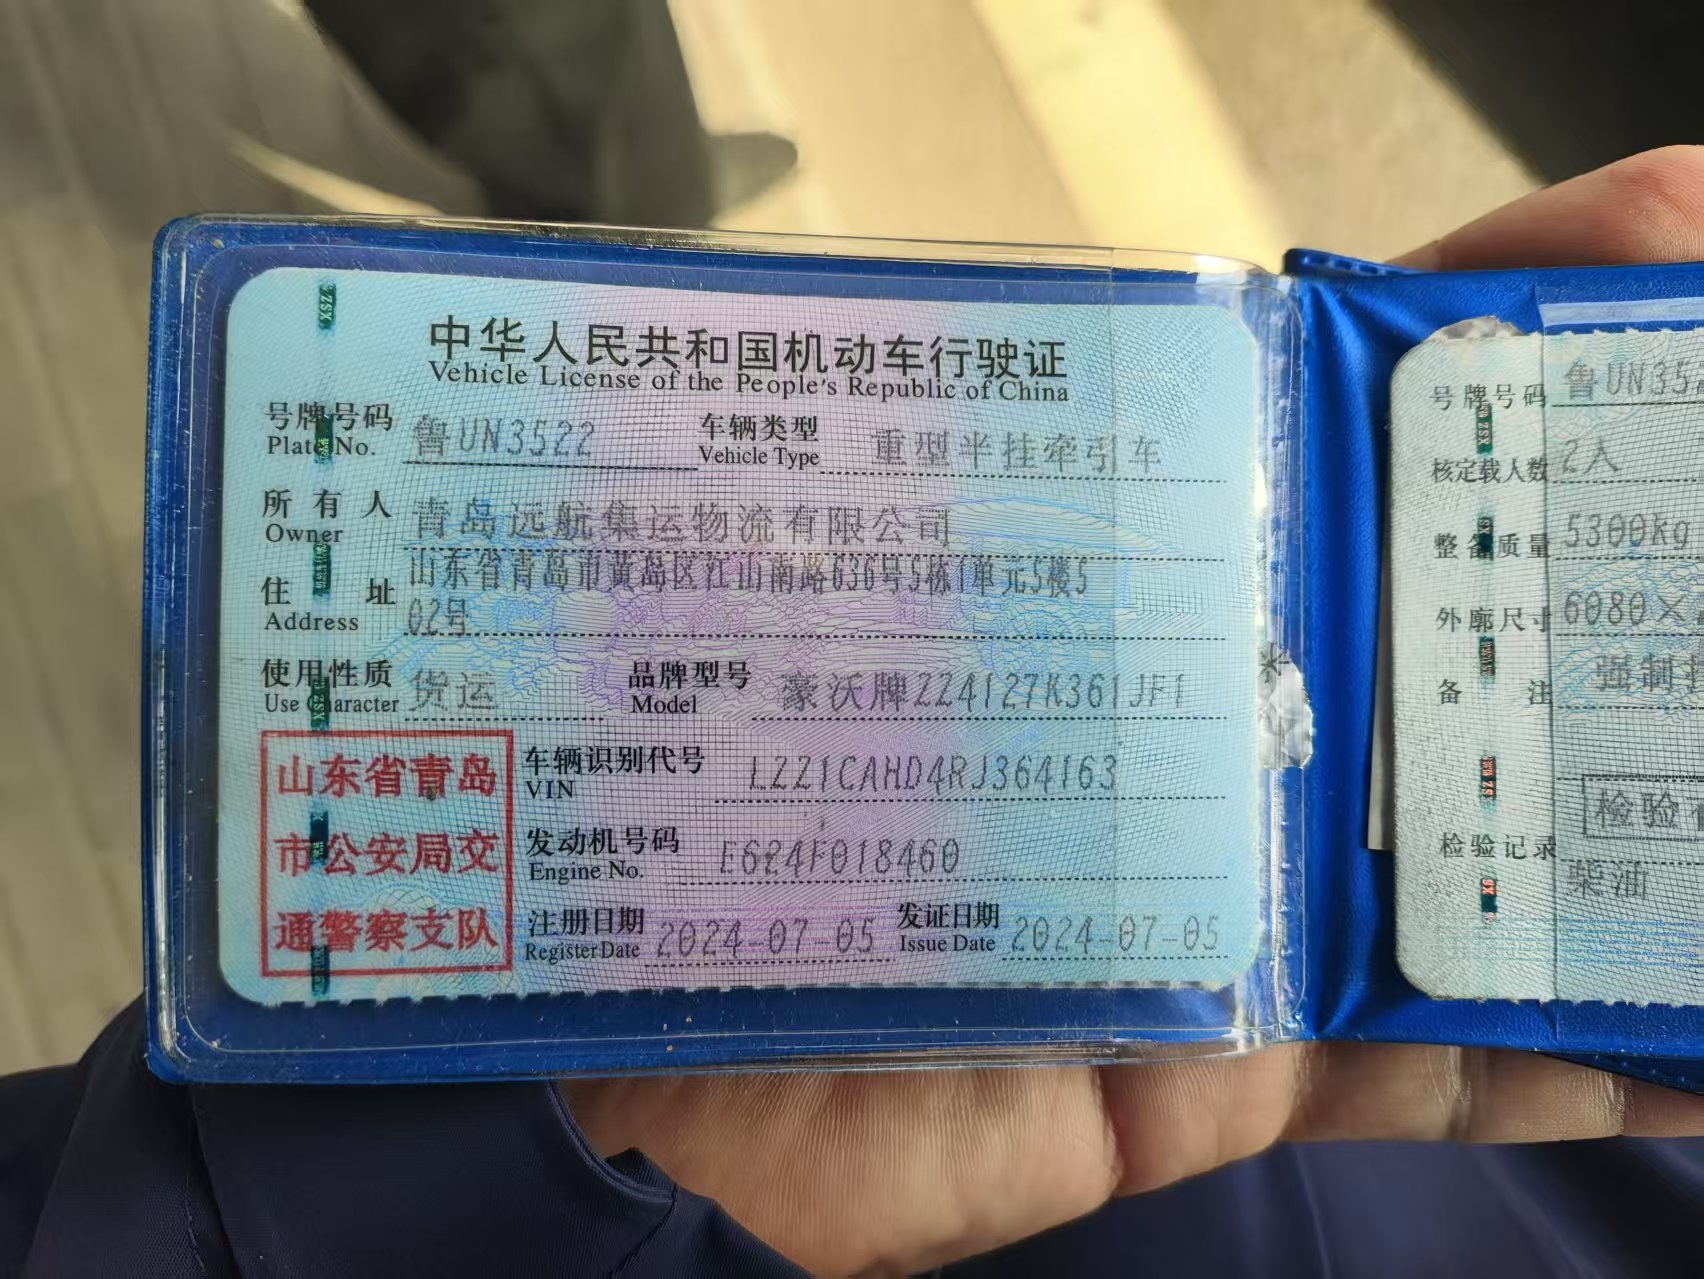 中华人民共和国机动车行驶证
Vehicle License of the People's Republic of China
号牌号码 鲁UN3522 车辆类型 重型半挂牵引车
Plate No. Vehicle Type
所有人 青岛远航集运物流有限公司
Owner
住址 山东省青岛市黄岛区江山南路636号5栋1单元5楼5
Address 02号
使用性质 货运 品牌型号 豪沃牌ZZ4127K361JF1
Use Character Model
山东省青岛
市公安局交
通警察支队
车辆识别代号 LZZ1CAHD4RJ364163
VIN
发动机号码 E624F018460
Engine No.
注册日期 2024-07-05 发证日期 2024-07-05
Register Date Issue Date
号牌号码 鲁UN352
核定载人数 2人
整备质量 5300kg
外廓尺寸 6080×
备注 强制
检验
检验记录
柴油